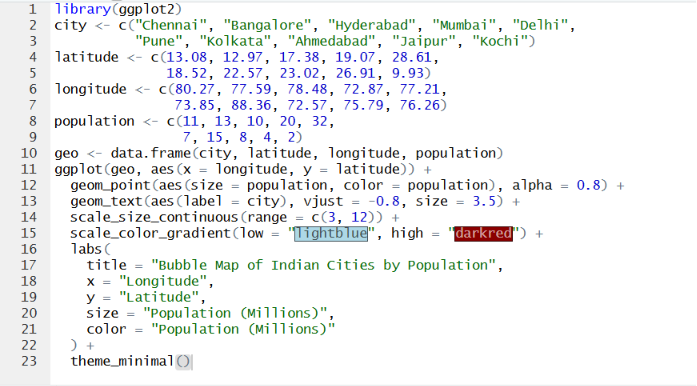 1 library(ggplot2)
2 city <- c("Chennai", "Bangalore", "Hyderabad", "Mumbai", "Delhi",
3           "Pune", "Kolkata", "Ahmedabad", "Jaipur", "Kochi")
4 latitude <- c(13.08, 12.97, 17.38, 19.07, 28.61,
5               18.52, 22.57, 23.02, 26.91, 9.93)
6 longitude <- c(80.27, 77.59, 78.48, 72.87, 77.21,
7                73.85, 88.36, 72.57, 75.79, 76.26)
8 population <- c(11, 13, 10, 20, 32,
9                 7, 15, 8, 4, 2)
10 geo <- data.frame(city, latitude, longitude, population)
11 ggplot(geo, aes(x = longitude, y = latitude)) +
12   geom_point(aes(size = population, color = population), alpha = 0.8) +
13   geom_text(aes(label = city), vjust = -0.8, size = 3.5) +
14   scale_size_continuous(range = c(3, 12)) +
15   scale_color_gradient(low = "lightblue", high = "darkred") +
16   labs(
17     title = "Bubble Map of Indian Cities by Population",
18     x = "Longitude",
19     y = "Latitude",
20     size = "Population (Millions)",
21     color = "Population (Millions)"
22   ) +
23   theme_minimal()